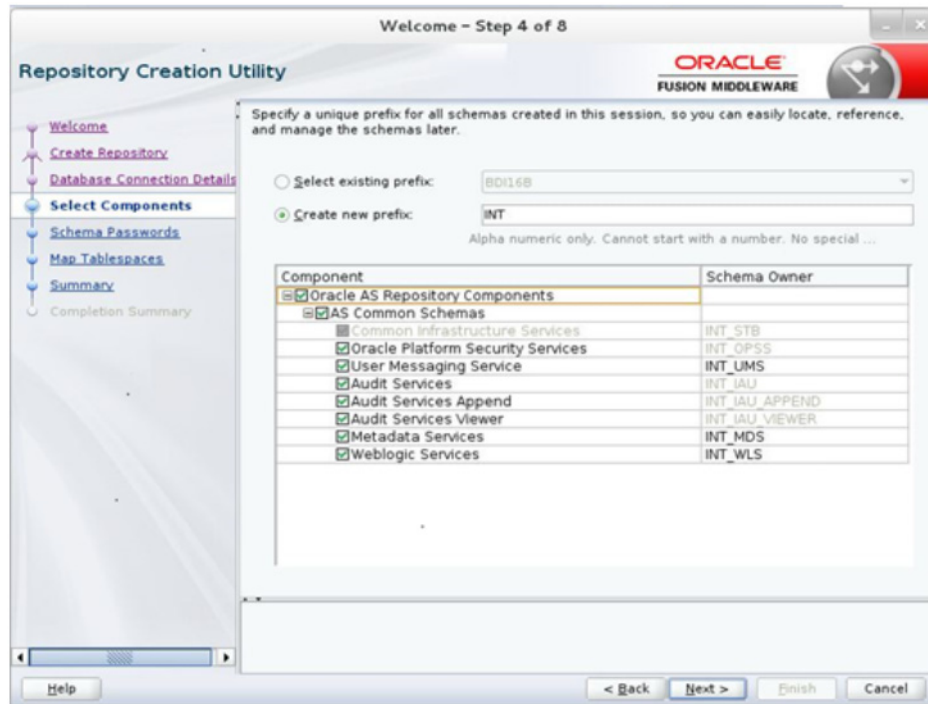 Welcome – Step 4 of 8
Repository Creation Utility
ORACLE
FUSION MIDDLEWARE
Welcome
Create Repository
Database Connection Details
Select Components
Schema Passwords
Map Tablespaces
Summary
Completion Summary
Specify a unique prefix for all schemas created in this session, so you can easily locate, reference,
and manage the schemas later.
Select existing prefix: BDI16B
Create new prefix: INT
Alpha numeric only. Cannot start with a number. No special ...
Component Schema Owner
Oracle AS Repository Components
AS Common Schemas
Common Infrastructure Services INT_STB
Oracle Platform Security Services INT_OPSS
User Messaging Service INT_UMS
Audit Services INT_IAU
Audit Services Append INT_IAU_APPEND
Audit Services Viewer INT_IAU_VIEWER
Metadata Services INT_MDS
Weblogic Services INT_WLS
Help < Back Next > Finish Cancel